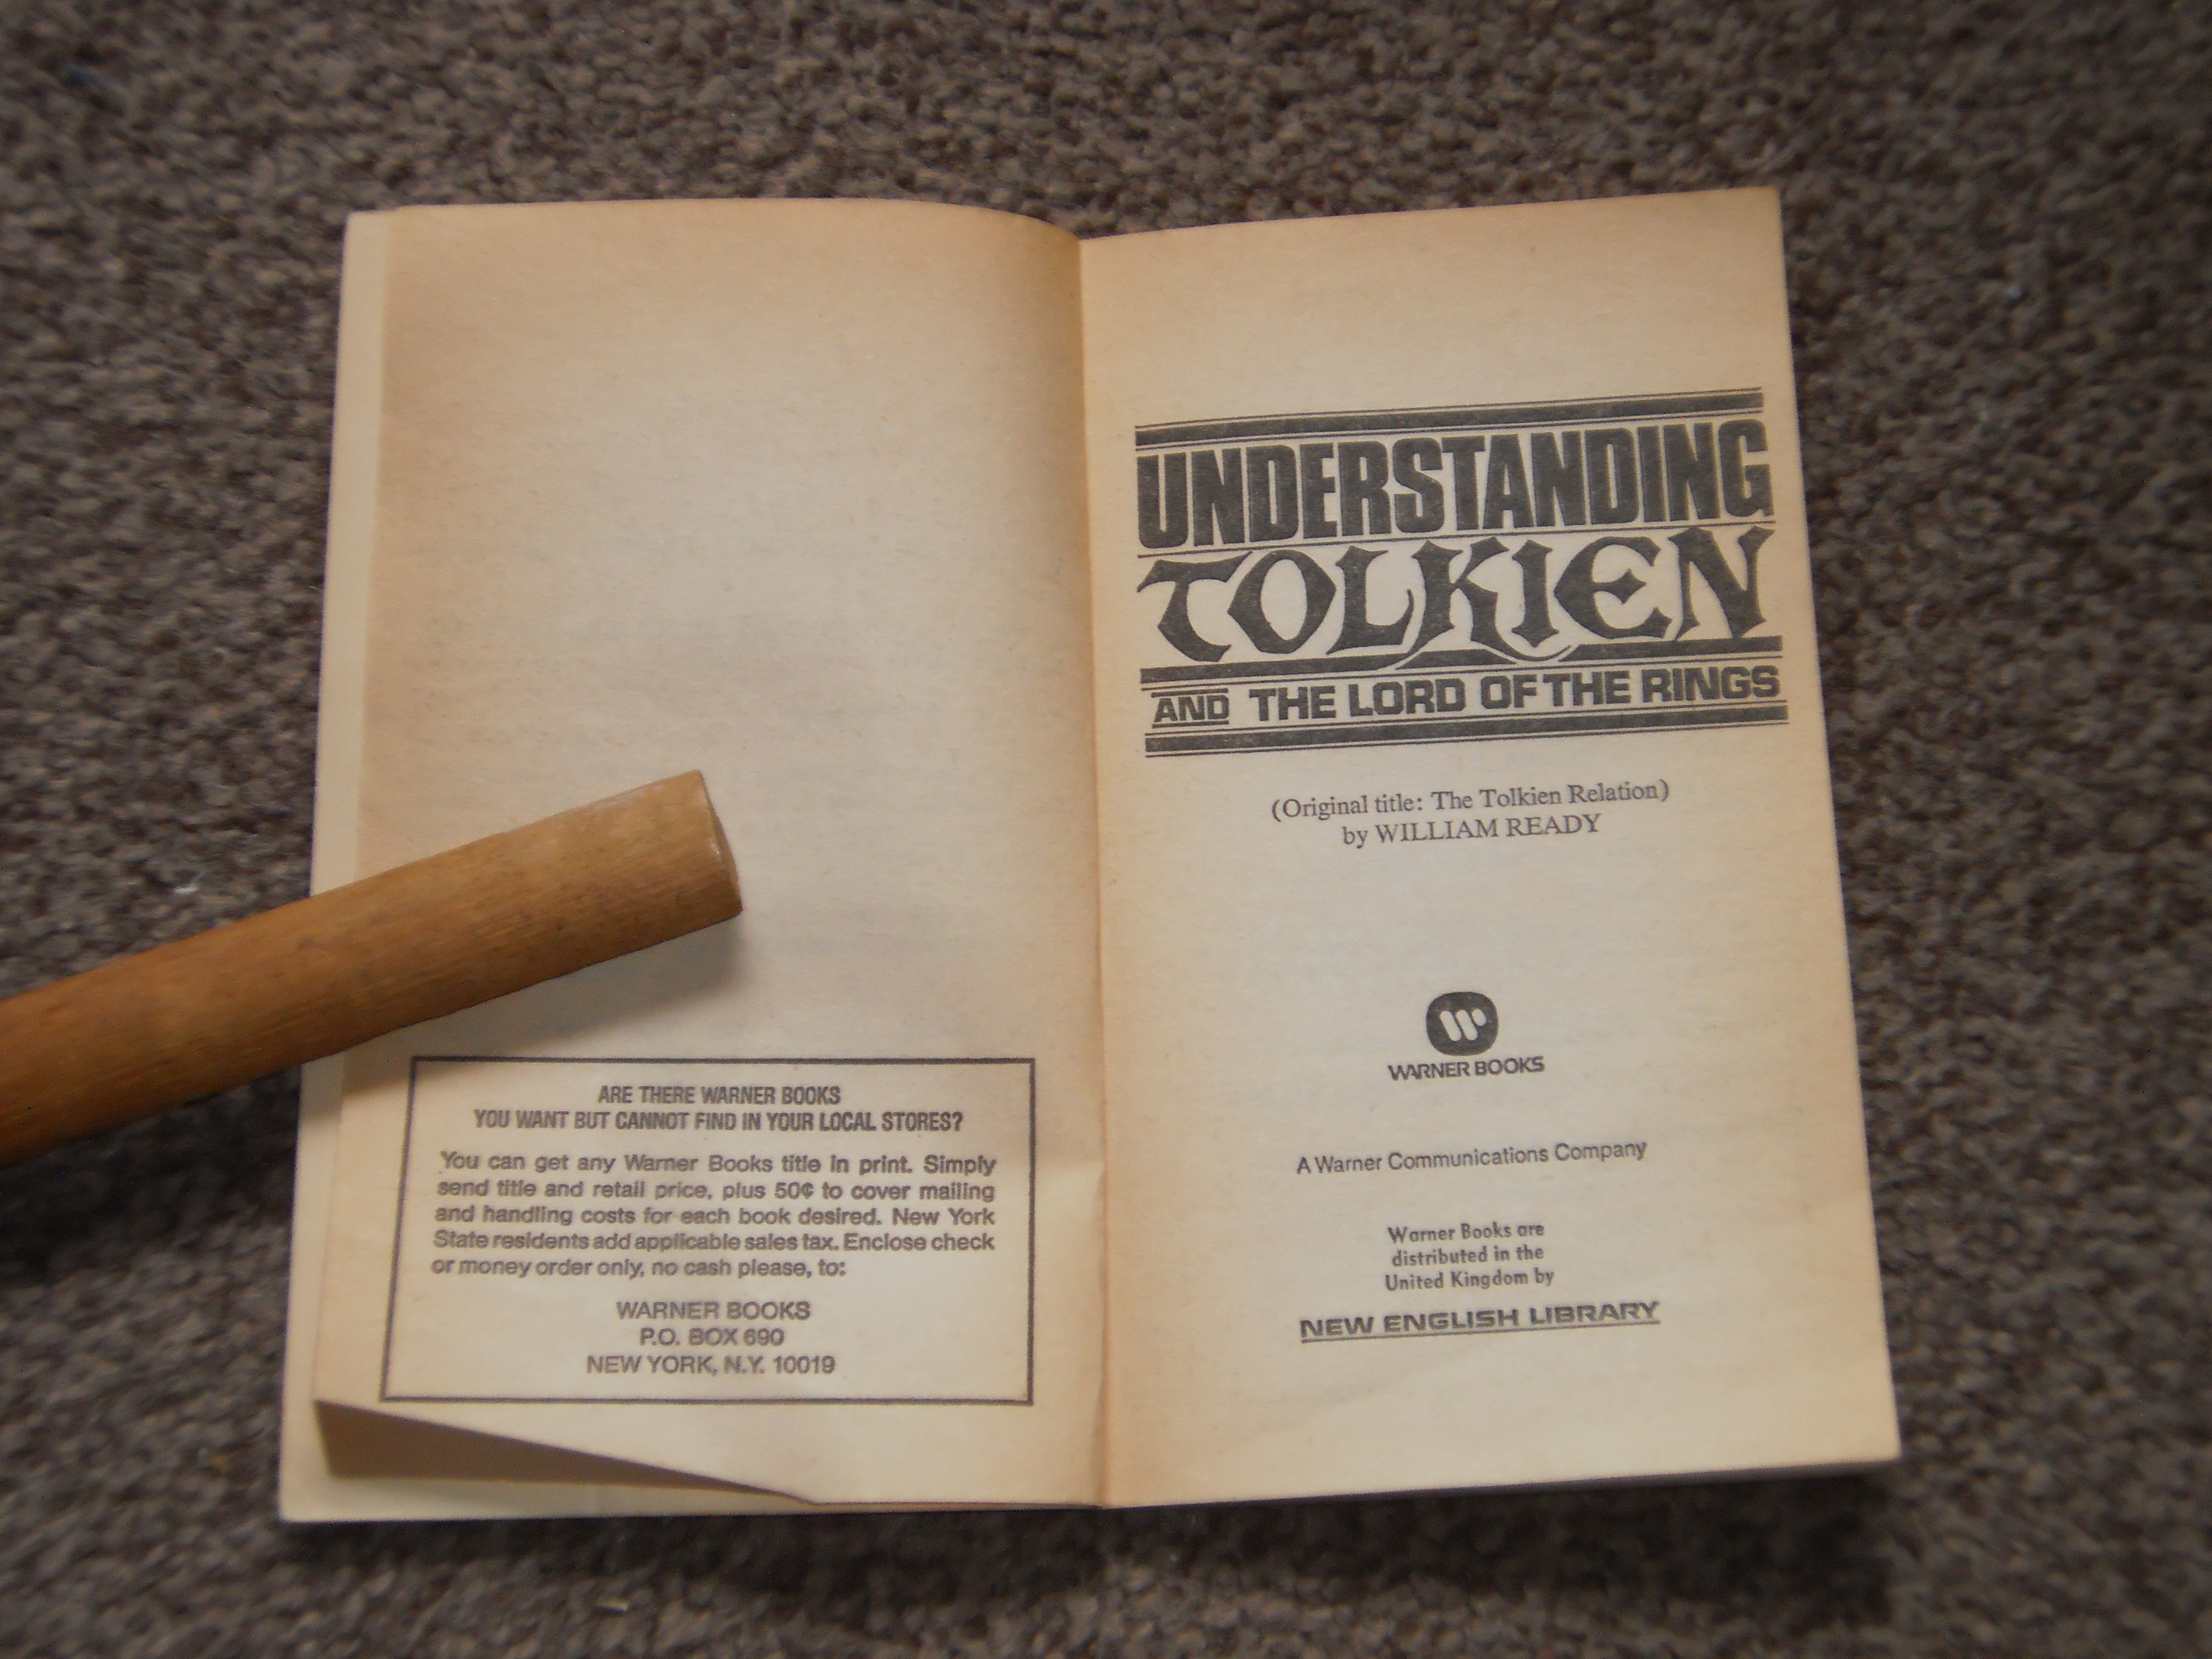 ARE THERE WARNER BOOKS
YOU WANT BUT CANNOT FIND IN YOUR LOCAL STORES?
You can get any Warner Books title in print. Simply
send title and retail price, plus 50¢ to cover mailing
and handling costs for each book desired. New York
State residents add applicable sales tax. Enclose check
or money order only, no cash please, to:
WARNER BOOKS
P.O. BOX 690
NEW YORK, N.Y. 10019
UNDERSTANDING
TOLKIEN
AND THE LORD OF THE RINGS
(Original title: The Tolkien Relation)
by WILLIAM READY
W
WARNER BOOKS
A Warner Communications Company
Warner Books are
distributed in the
United Kingdom by
NEW ENGLISH LIBRARY